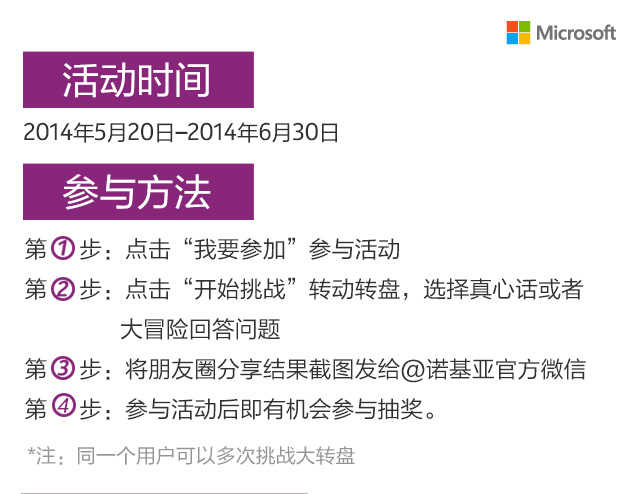 Microsoft
活动时间
2014年5月20日–2014年6月30日
参与方法
第①步：点击“我要参加”参与活动
第②步：点击“开始挑战”转动转盘，选择真心话或者
大冒险回答问题
第③步：将朋友圈分享结果截图发给@诺基亚官方微信
第④步：参与活动后即有机会参与抽奖。
*注：同一个用户可以多次挑战大转盘